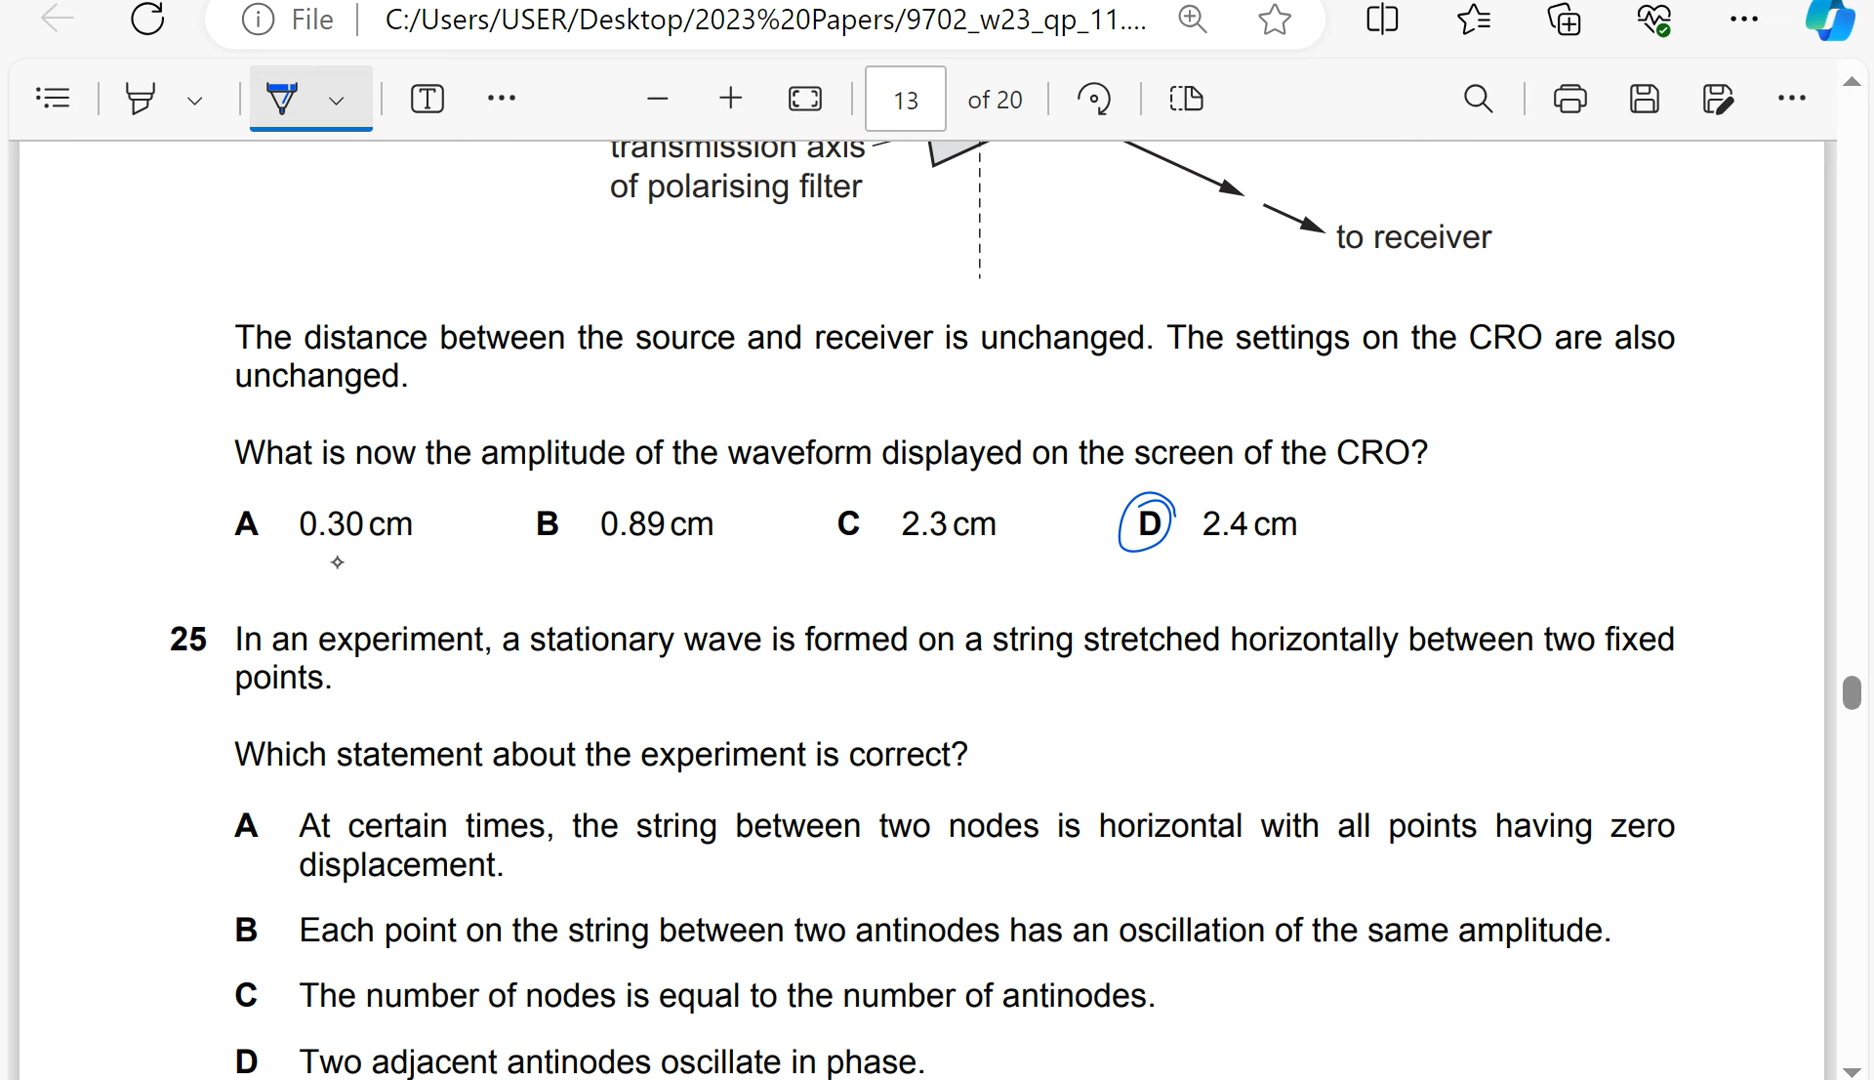 File C:/Users/USER/Desktop/2023%20Papers/9702_w23_qp_11....
13 of 20
transmission axis
of polarising filter
to receiver
The distance between the source and receiver is unchanged. The settings on the CRO are also
unchanged.
What is now the amplitude of the waveform displayed on the screen of the CRO?
A 0.30 cm B 0.89 cm C 2.3 cm D 2.4 cm
25 In an experiment, a stationary wave is formed on a string stretched horizontally between two fixed
points.
Which statement about the experiment is correct?
A At certain times, the string between two nodes is horizontal with all points having zero
displacement.
B Each point on the string between two antinodes has an oscillation of the same amplitude.
C The number of nodes is equal to the number of antinodes.
D Two adjacent antinodes oscillate in phase.